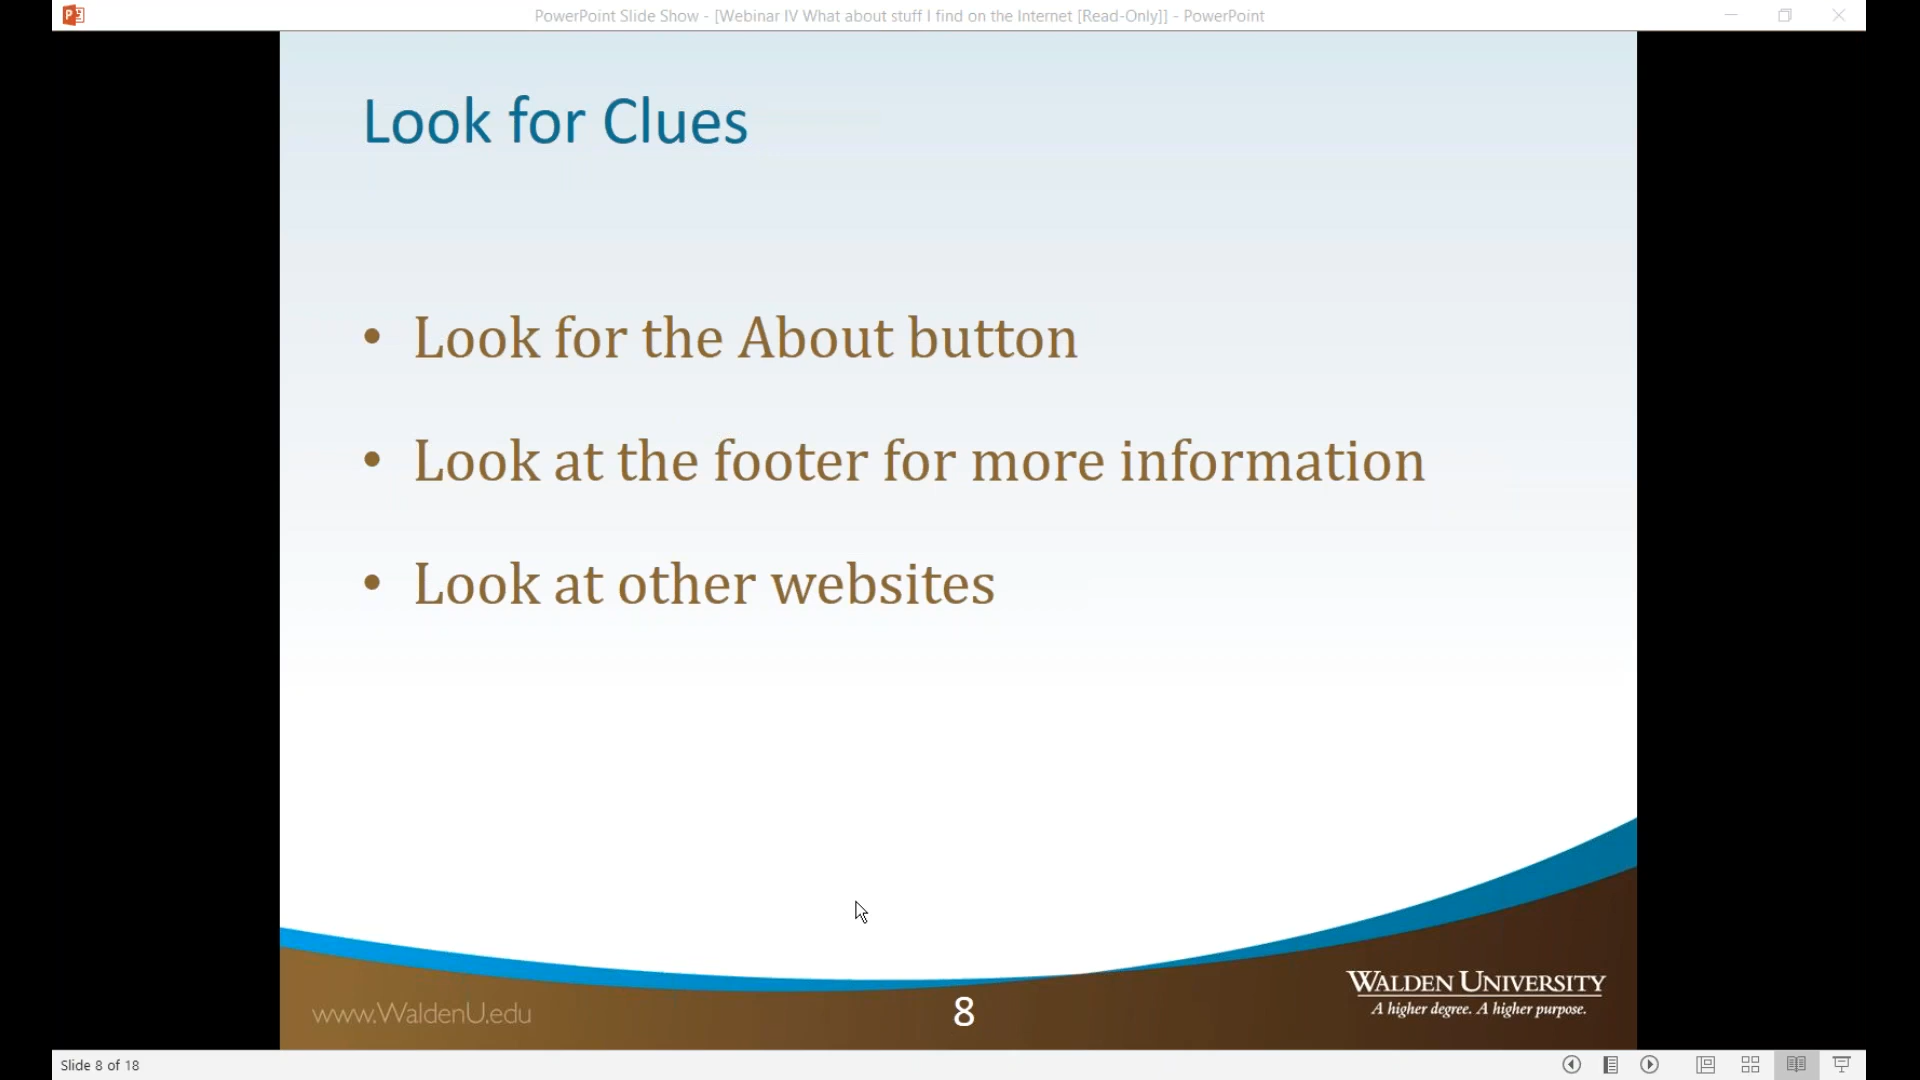 PowerPoint Slide Show - [Webinar IV What about stuff I find on the Internet [Read-Only]] - PowerPoint
Look for Clues
• Look for the About button
• Look at the footer for more information
• Look at other websites
www.WaldenU.edu
8
WALDEN UNIVERSITY
A higher degree. A higher purpose.
Slide 8 of 18